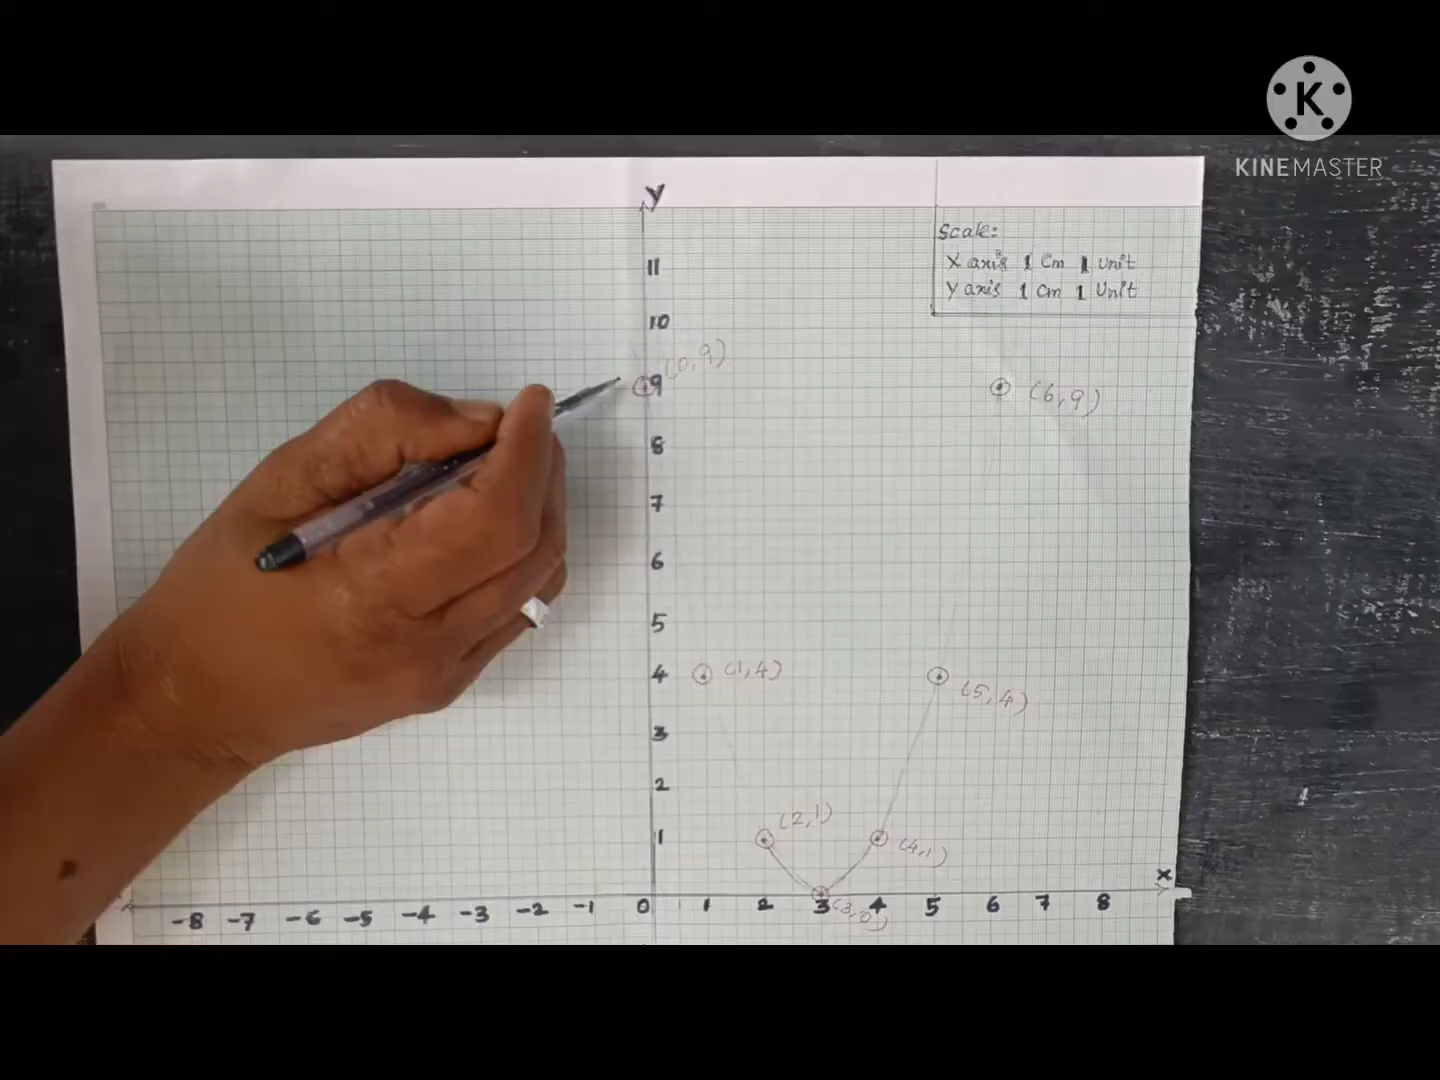 K
KINEMASTER
Y
Scale:
X axis 1 Cm 1 Unit
Y axis 1 Cm 1 Unit
11
10
(0,9)
9
(6,9)
8
7
6
5
4
(1,4)
(5,4)
3
2
(2,1)
1
(4,1)
X
-8 -7 -6 -5 -4 -3 -2 -1 0 1 2 3 4 5 6 7 8
(3,0)